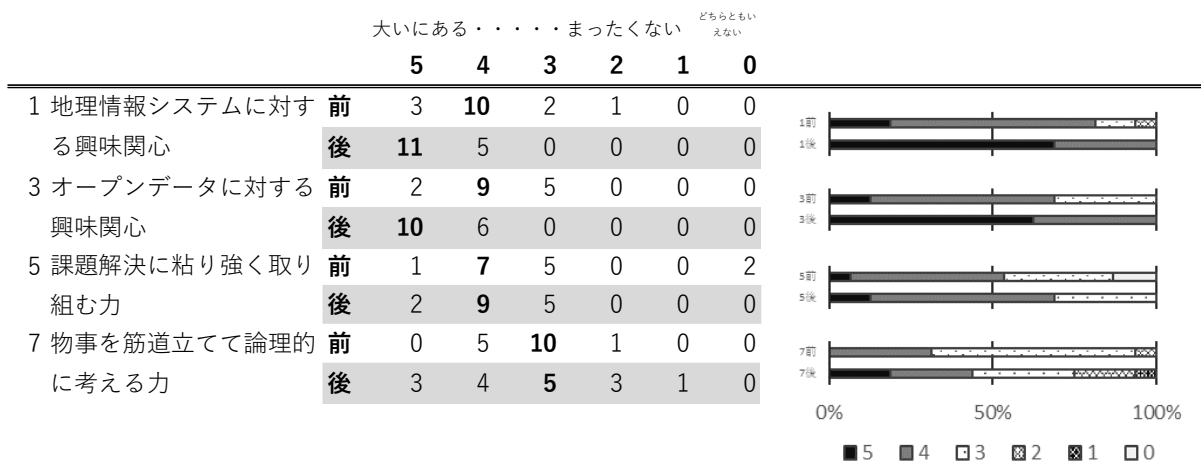 大いにある・・・・・まったくない どちらともい
えない
5 4 3 2 1 0
1 地理情報システムに対す 前 3 10 2 1 0 0
る興味関心 後 11 5 0 0 0 0
3 オープンデータに対する 前 2 9 5 0 0 0
興味関心 後 10 6 0 0 0 0
5 課題解決に粘り強く取り 前 1 7 5 0 0 2
組む力 後 2 9 5 0 0 0
7 物事を筋道立てて論理的 前 0 5 10 1 0 0
に考える力 後 3 4 5 3 1 0
1前
1後
3前
3後
5前
5後
7前
7後
0% 50% 100%
5 4 3 2 1 0